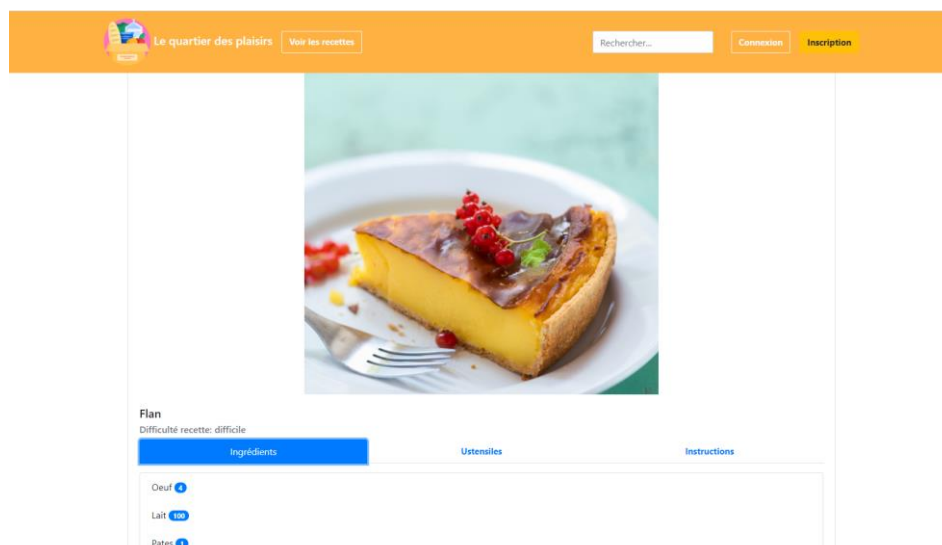 Le quartier des plaisirs Voir les recettes Rechercher... Connexion Inscription
Flan
Difficulté recette: difficile
Ingrédients Ustensiles Instructions
Oeuf 4
Lait 100
Pates 1